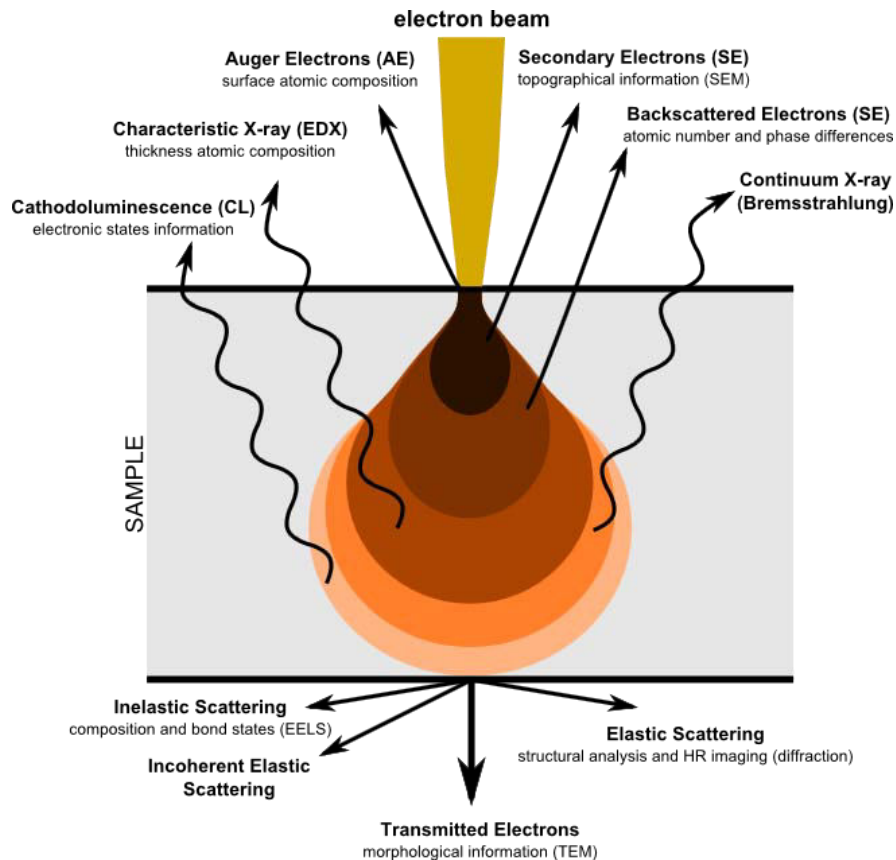 electron beam
Auger Electrons (AE)
surface atomic composition
Secondary Electrons (SE)
topographical information (SEM)
Characteristic X-ray (EDX)
thickness atomic composition
Backscattered Electrons (SE)
atomic number and phase differences
Cathodoluminescence (CL)
electronic states information
Continuum X-ray
(Bremsstrahlung)
SAMPLE
Inelastic Scattering
composition and bond states (EELS)
Incoherent Elastic
Scattering
Elastic Scattering
structural analysis and HR imaging (diffraction)
Transmitted Electrons
morphological information (TEM)